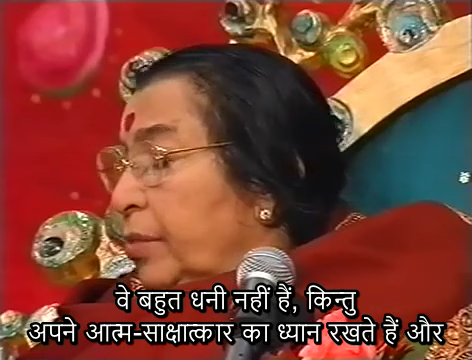 वे बहुत धनी नहीं हैं, किन्तु
अपने आत्म-साक्षात्कार का ध्यान रखते हैं और